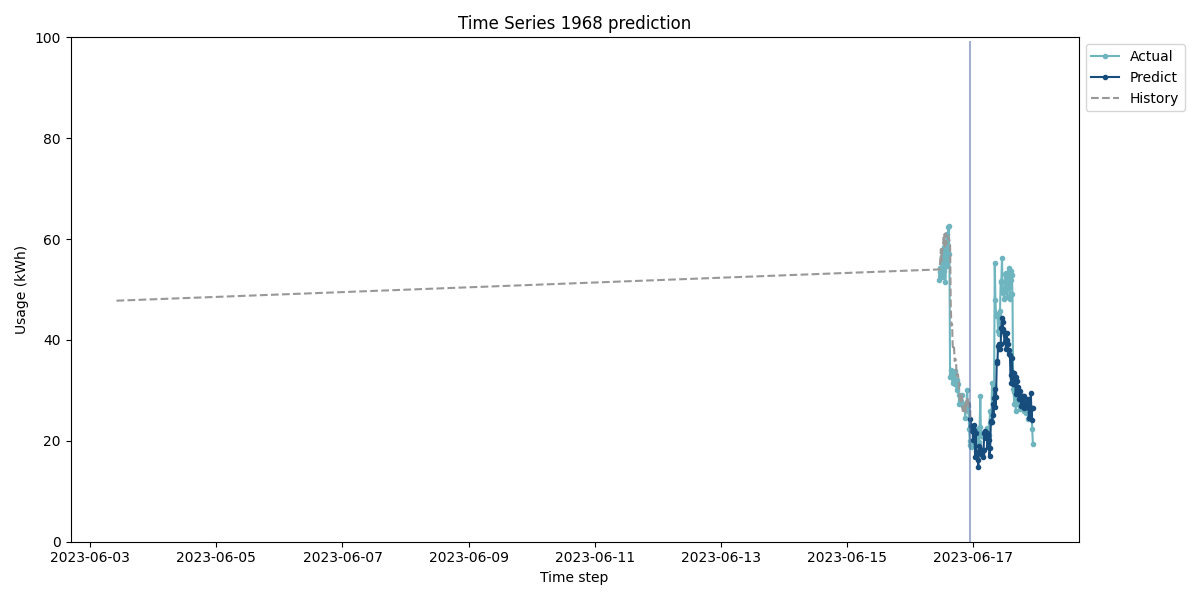 Time Series 1968 prediction
Usage (kWh)
100
80
60
40
20
0
2023-06-03
2023-06-05
2023-06-07
2023-06-09
2023-06-11
2023-06-13
2023-06-15
2023-06-17
Time step
Actual
Predict
History